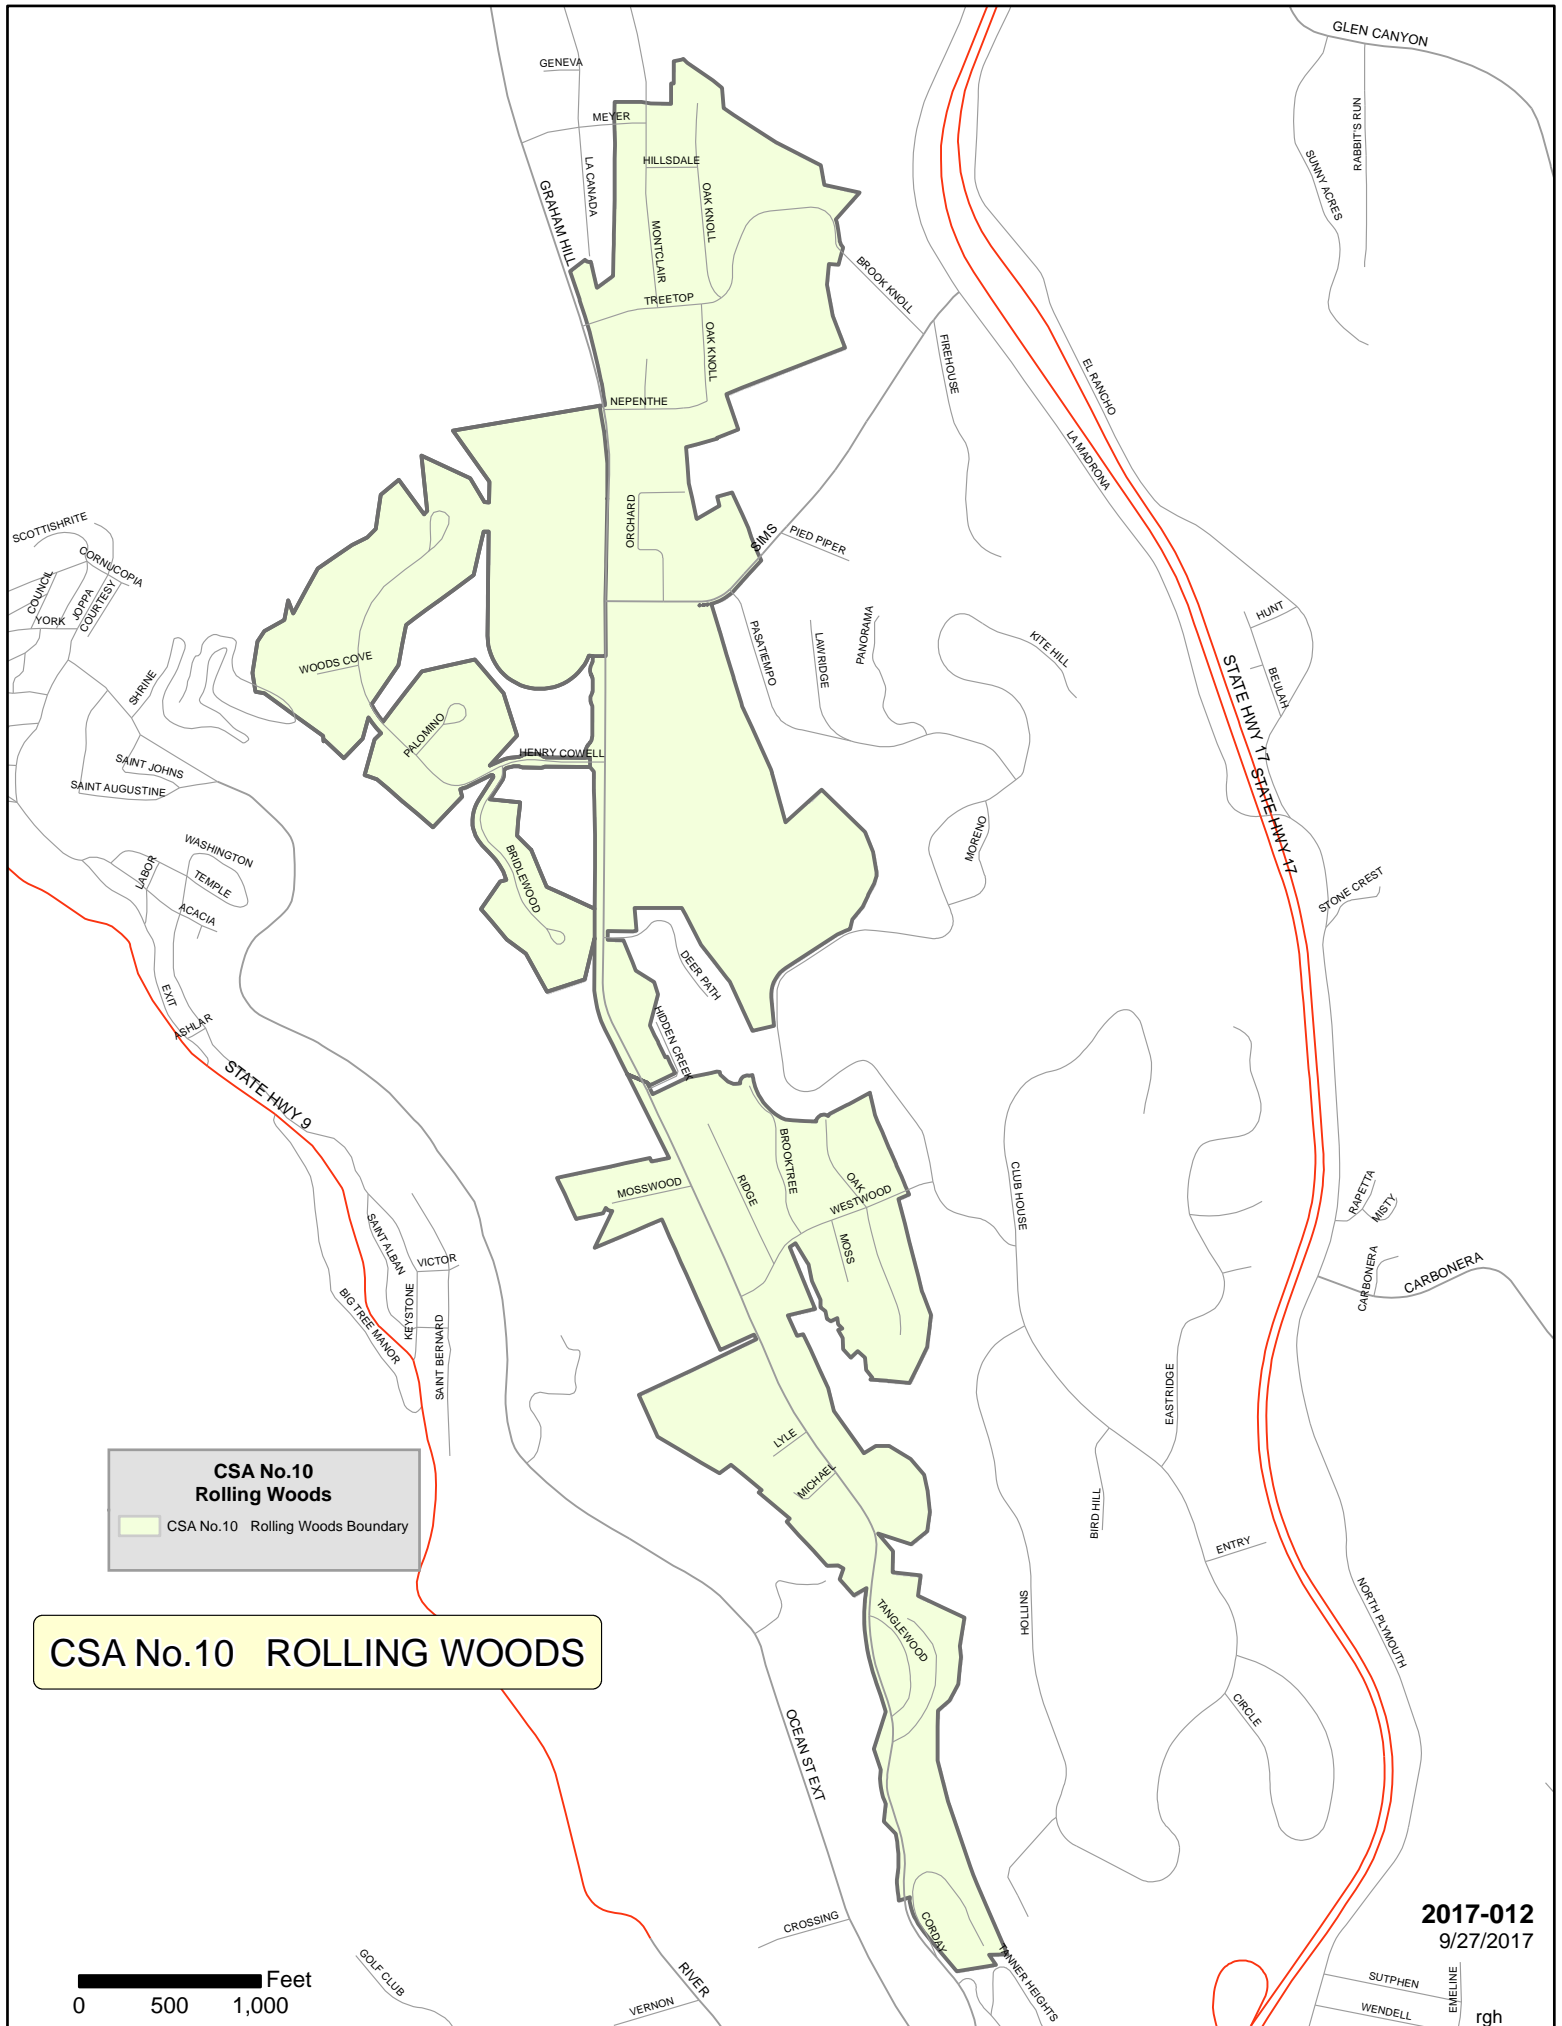 GLEN CANYON
GENEVA
MEYER
RABBIT'S RUN
SUNNY ACRES
HILLSDALE
LA CANADA
OAK KNOLL
GRAHAM HILL
MONTCLAIR
BROOK KNOLL
TREETOP
OAK KNOLL
FIREHOUSE
EL RANCHO
NEPENTHE
LA MADRONA
ORCHARD
SIMS
PIED PIPER
SCOTTISHRITE
CORNUCOPIA
COUNCIL
JOPPA
COURTESY
YORK
PASATIEMPO
LAWRIDGE
PANORAMA
KITE HILL
HUNT
BEULAH
WOODS COVE
SHRINE
PALOMINO
HENRY COWELL
STATE HWY 17
STATE HWY 17
SAINT JOHNS
SAINT AUGUSTINE
WASHINGTON
LABOR
TEMPLE
ACACIA
BRIDLEWOOD
MORENO
STONE CREST
DEER PATH
EXIT
ASHLAR
HIDDEN CREEK
STATE HWY 9
MOSSWOOD
RIDGE
BROOKTREE
OAK
WESTWOOD
MOSS
CLUB HOUSE
RAPETTA
MISTY
CARBONERA
CARBONERA
SAINT ALBAN
VICTOR
KEYSTONE
BIG TREE MANOR
SAINT BERNARD
EASTRIDGE
LYLE
MICHAEL
BIRD HILL
ENTRY
CSA No.10
Rolling Woods
CSA No.10 Rolling Woods Boundary
HOLLINS
NORTH PLYMOUTH
TANGLEWOOD
CSA No.10 ROLLING WOODS
CIRCLE
OCEAN ST EXT
CROSSING
CORDAY
TANNER HEIGHTS
2017-012
9/27/2017
GOLF CLUB
RIVER
VERNON
SUTPHEN
WENDELL
EMELINE
Feet
0 500 1,000
rgh